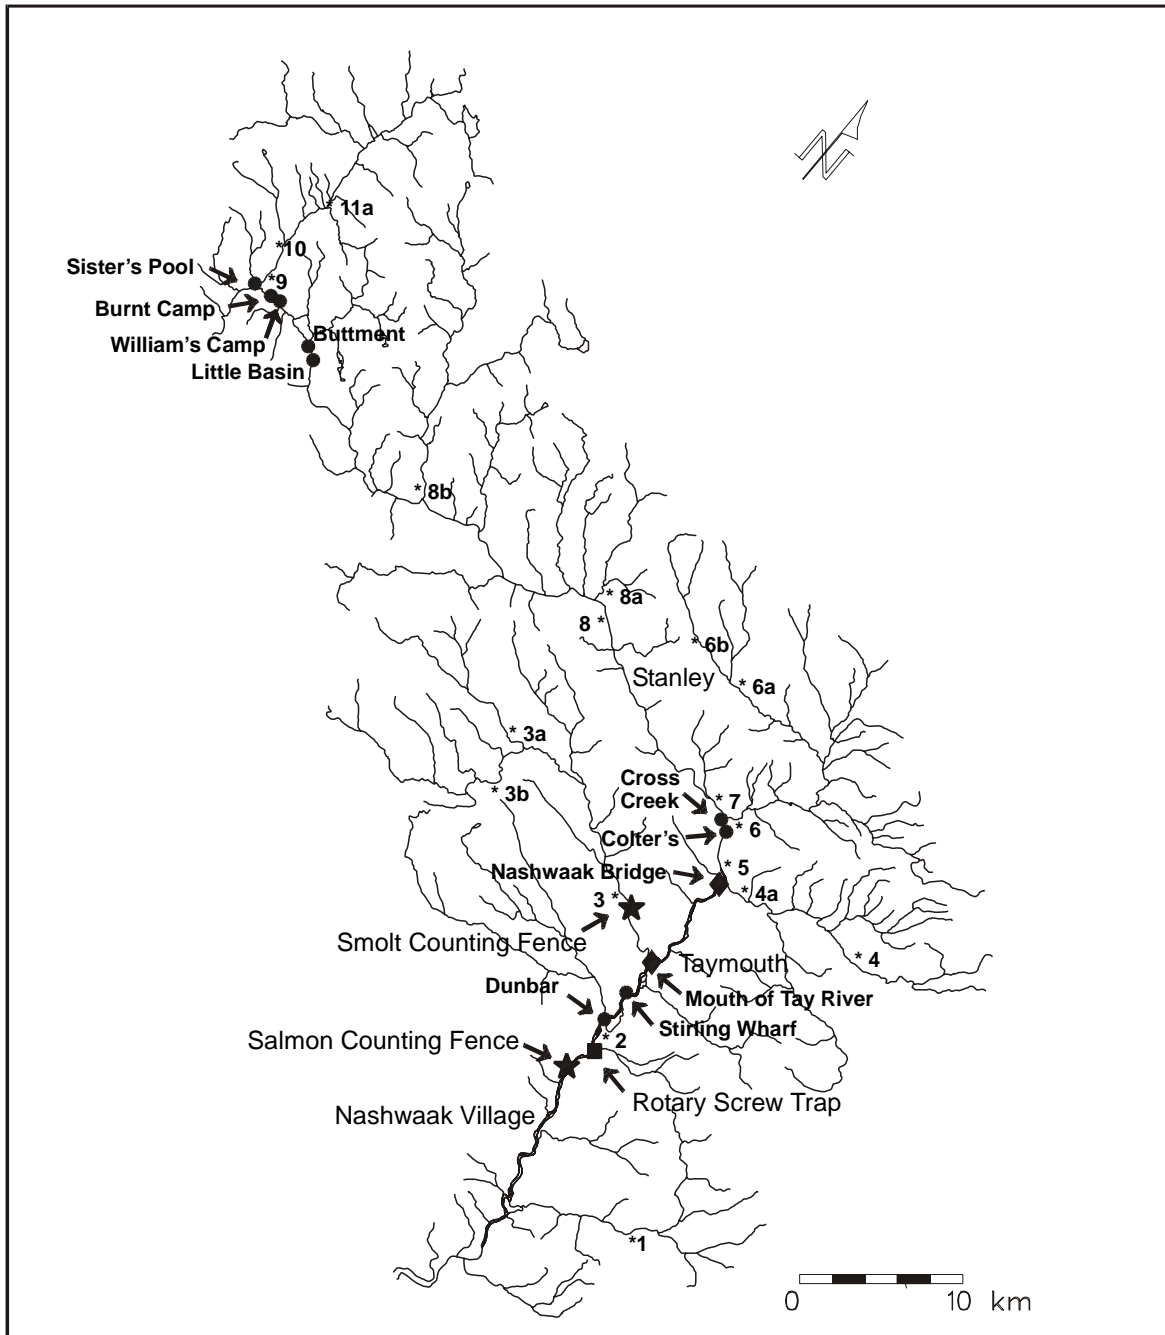 N
* 11a
*10
Sister's Pool
*9
Burnt Camp
William's Camp
Buttment
Little Basin
* 8b
* 8a
8 *
* 6b
Stanley
* 6a
* 3a
Cross
Creek
* 3b
* 7
* 6
Colter's
* 5
Nashwaak Bridge
* 4a
3 *
Smolt Counting Fence
* 4
Taymouth
Dunbar
Mouth of Tay River
Stirling Wharf
Salmon Counting Fence
* 2
Rotary Screw Trap
Nashwaak Village
*1
0 10 km